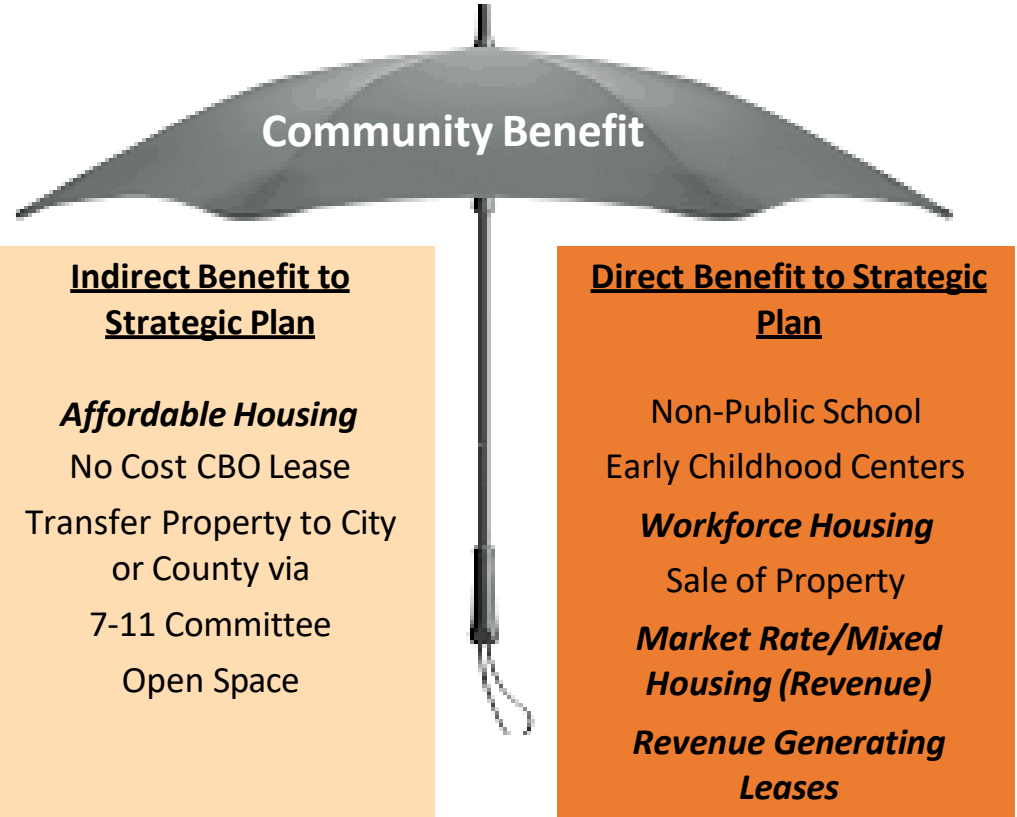 Community Benefit
Indirect Benefit to
Strategic Plan
Affordable Housing
No Cost CBO Lease
Transfer Property to City
or County via
7-11 Committee
Open Space
Direct Benefit to Strategic
Plan
Non-Public School
Early Childhood Centers
Workforce Housing
Sale of Property
Market Rate/Mixed
Housing (Revenue)
Revenue Generating
Leases